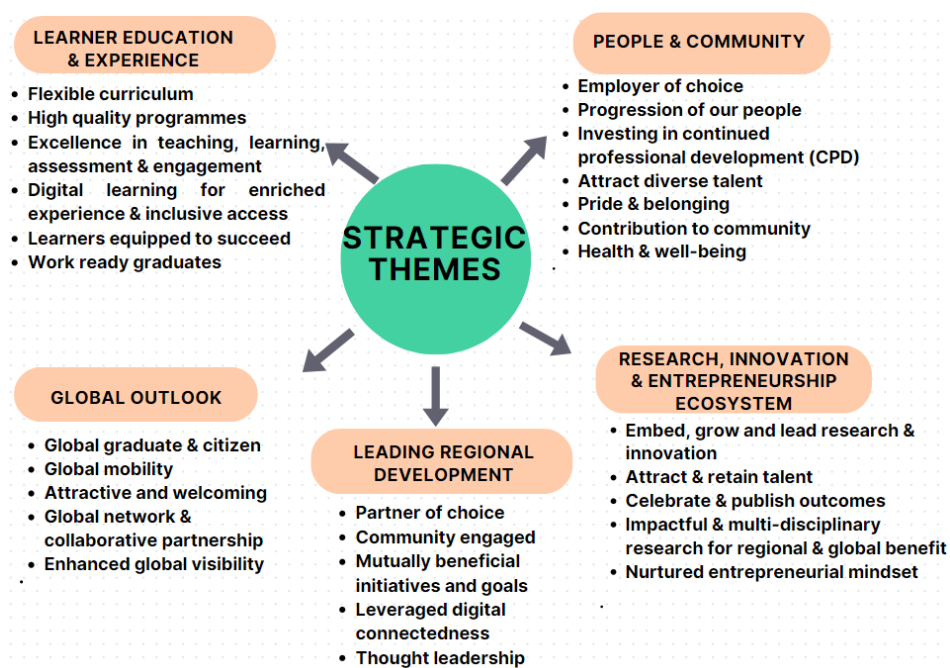 LEARNER EDUCATION
& EXPERIENCE
• Flexible curriculum
• High quality programmes
• Excellence in teaching, learning,
assessment & engagement
• Digital learning for enriched
experience & inclusive access
• Learners equipped to succeed
• Work ready graduates
PEOPLE & COMMUNITY
• Employer of choice
• Progression of our people
• Investing in continued
professional development (CPD)
• Attract diverse talent
• Pride & belonging
• Contribution to community
• Health & well-being
STRATEGIC
THEMES
GLOBAL OUTLOOK
• Global graduate & citizen
• Global mobility
• Attractive and welcoming
• Global network &
collaborative partnership
• Enhanced global visibility
LEADING REGIONAL
DEVELOPMENT
• Partner of choice
• Community engaged
• Mutually beneficial
initiatives and goals
• Leveraged digital
connectedness
• Thought leadership
RESEARCH, INNOVATION
& ENTREPRENEURSHIP
ECOSYSTEM
• Embed, grow and lead research &
innovation
• Attract & retain talent
• Celebrate & publish outcomes
• Impactful & multi-disciplinary
research for regional & global benefit
• Nurtured entrepreneurial mindset